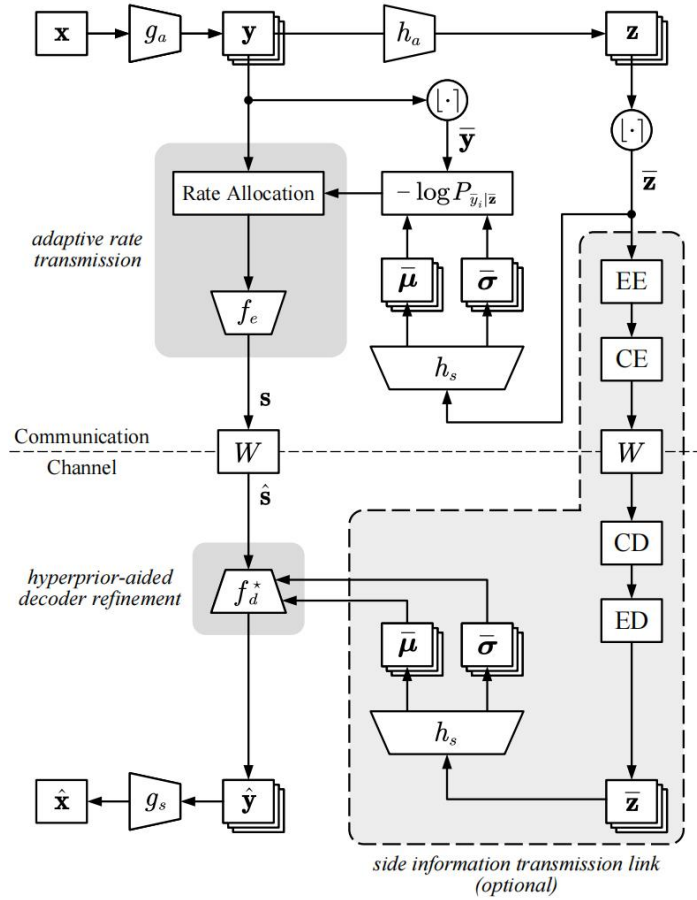 x
g_a
y
h_a
z
⌊·⌉
ȳ
⌊·⌉
z̄
Rate Allocation
− log P_{ȳ_i|z̄}
adaptive rate
transmission
μ̄
σ̄
EE
f_e
h_s
CE
s
Communication
W
W
Channel
ŝ
CD
hyperprior-aided
decoder refinement
f_d^⋆
ED
μ̄
σ̄
h_s
x̂
g_s
ŷ
z̄
side information transmission link
(optional)